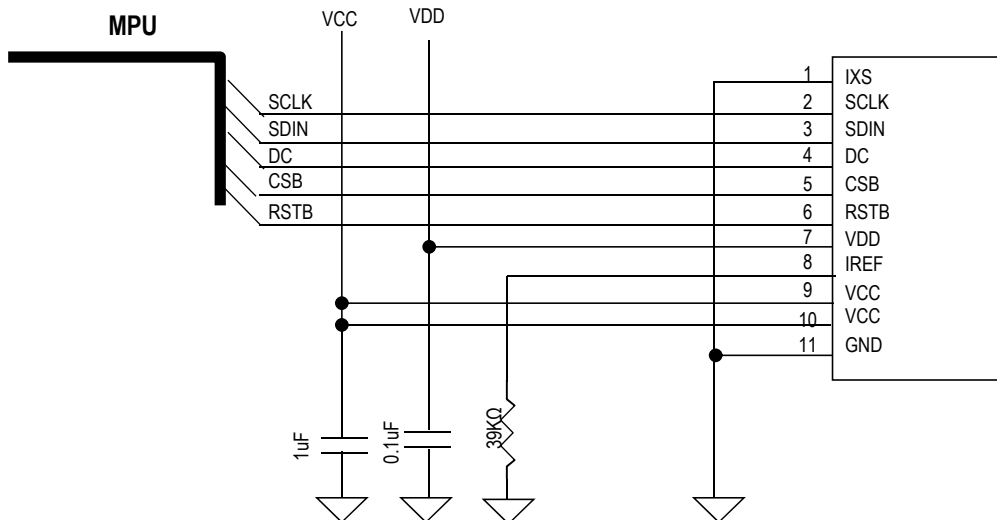 MPU
VCC
VDD
SCLK
SDIN
DC
CSB
RSTB
1 IXS
2 SCLK
3 SDIN
4 DC
5 CSB
6 RSTB
7 VDD
8 IREF
9 VCC
10 VCC
11 GND
1uF
0.1uF
39KΩ